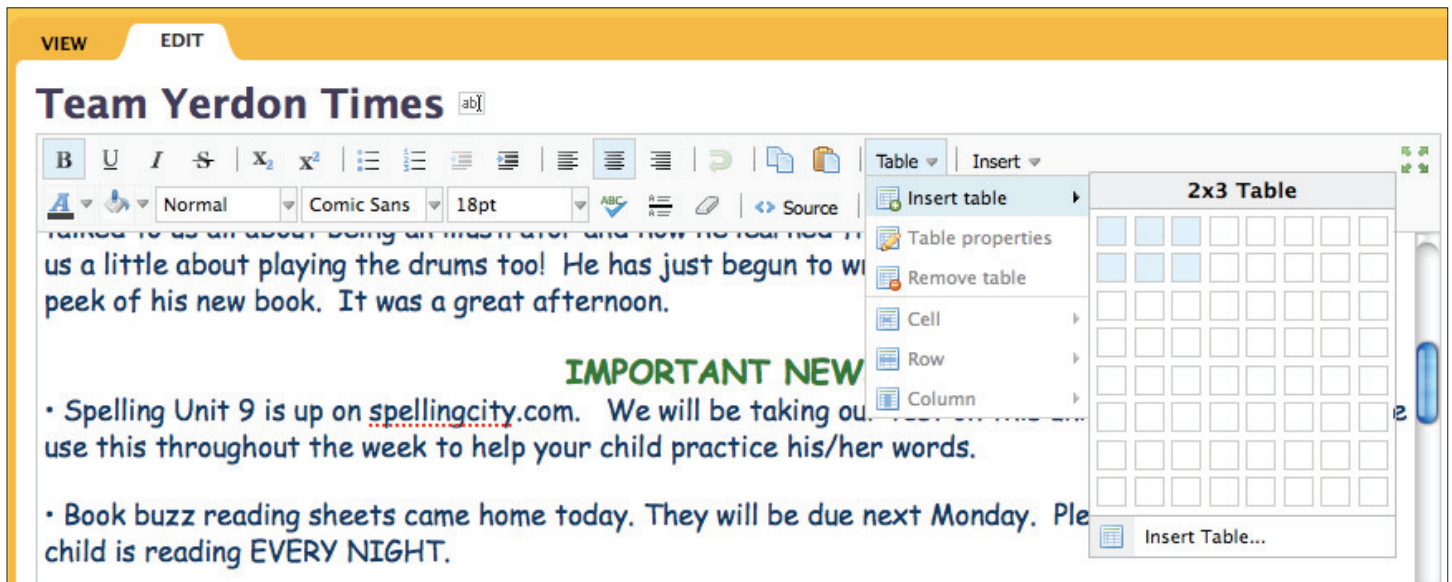 VIEW EDIT
Team Yerdon Times ab
B U I S X2 x² Table Insert
A Normal Comic Sans 18pt ABC Source
Insert table
2x3 Table
Table properties
Remove table
Cell
Row
Column
Insert Table...
us a little about playing the drums too! He has just begun to
peek of his new book. It was a great afternoon.
IMPORTANT NEW
• Spelling Unit 9 is up on spellingcity.com. We will be taking
use this throughout the week to help your child practice his/her words.
• Book buzz reading sheets came home today. They will be due next Monday.
child is reading EVERY NIGHT.